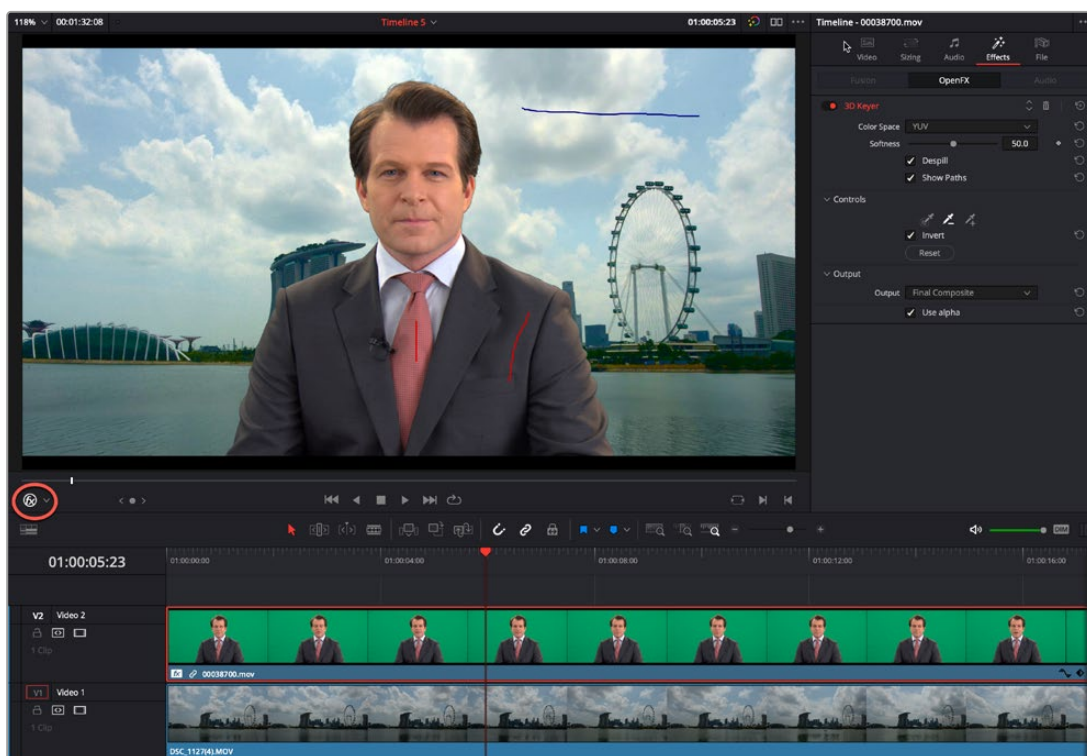 118% 00:01:32:08 Timeline 5 01:00:05:23 Timeline - 00038700.mov
Video Sizing Audio Effects File
Fusion OpenFX Audio
3D Keyer
Color Space YUV
Softness 50.0
Despill
Show Paths
Controls
Invert
Reset
Output
Output Final Composite
Use alpha
fx
DIM
01:00:05:23 01:00:00:00 01:00:04:00 01:00:08:00 01:00:12:00 01:00:16:00
V2 Video 2
1 Clip
fx 00038700.mov
V1 Video 1
1 Clip
DSC_1127(4).MOV